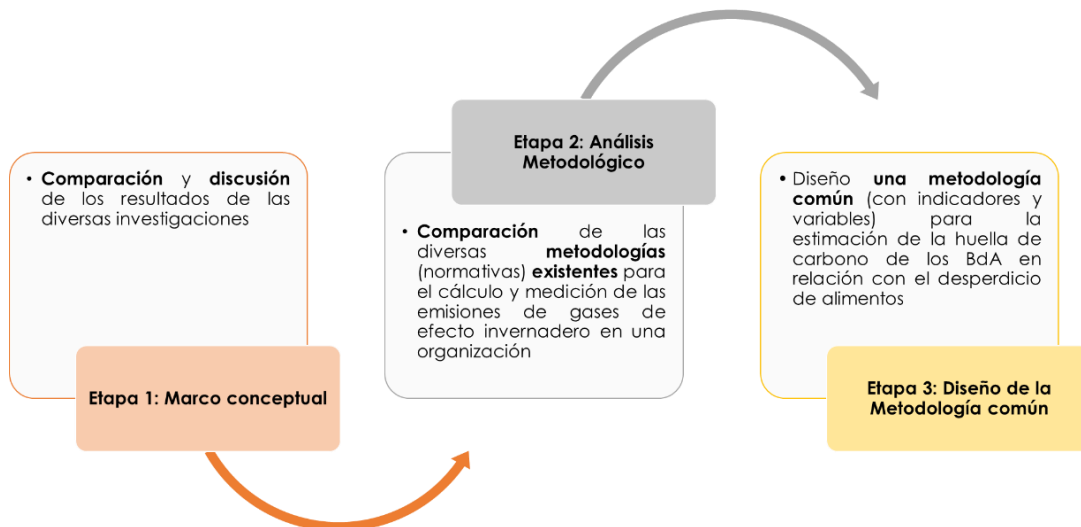 • Comparación y discusión
de los resultados de las
diversas investigaciones
Etapa 1: Marco conceptual
Etapa 2: Análisis
Metodológico
• Comparación de las
diversas metodologías
(normativas) existentes para
el cálculo y medición de las
emisiones de gases de
efecto invernadero en una
organización
• Diseño una metodología
común (con indicadores y
variables) para la
estimación de la huella de
carbono de los BdA en
relación con el desperdicio
de alimentos
Etapa 3: Diseño de la
Metodología común